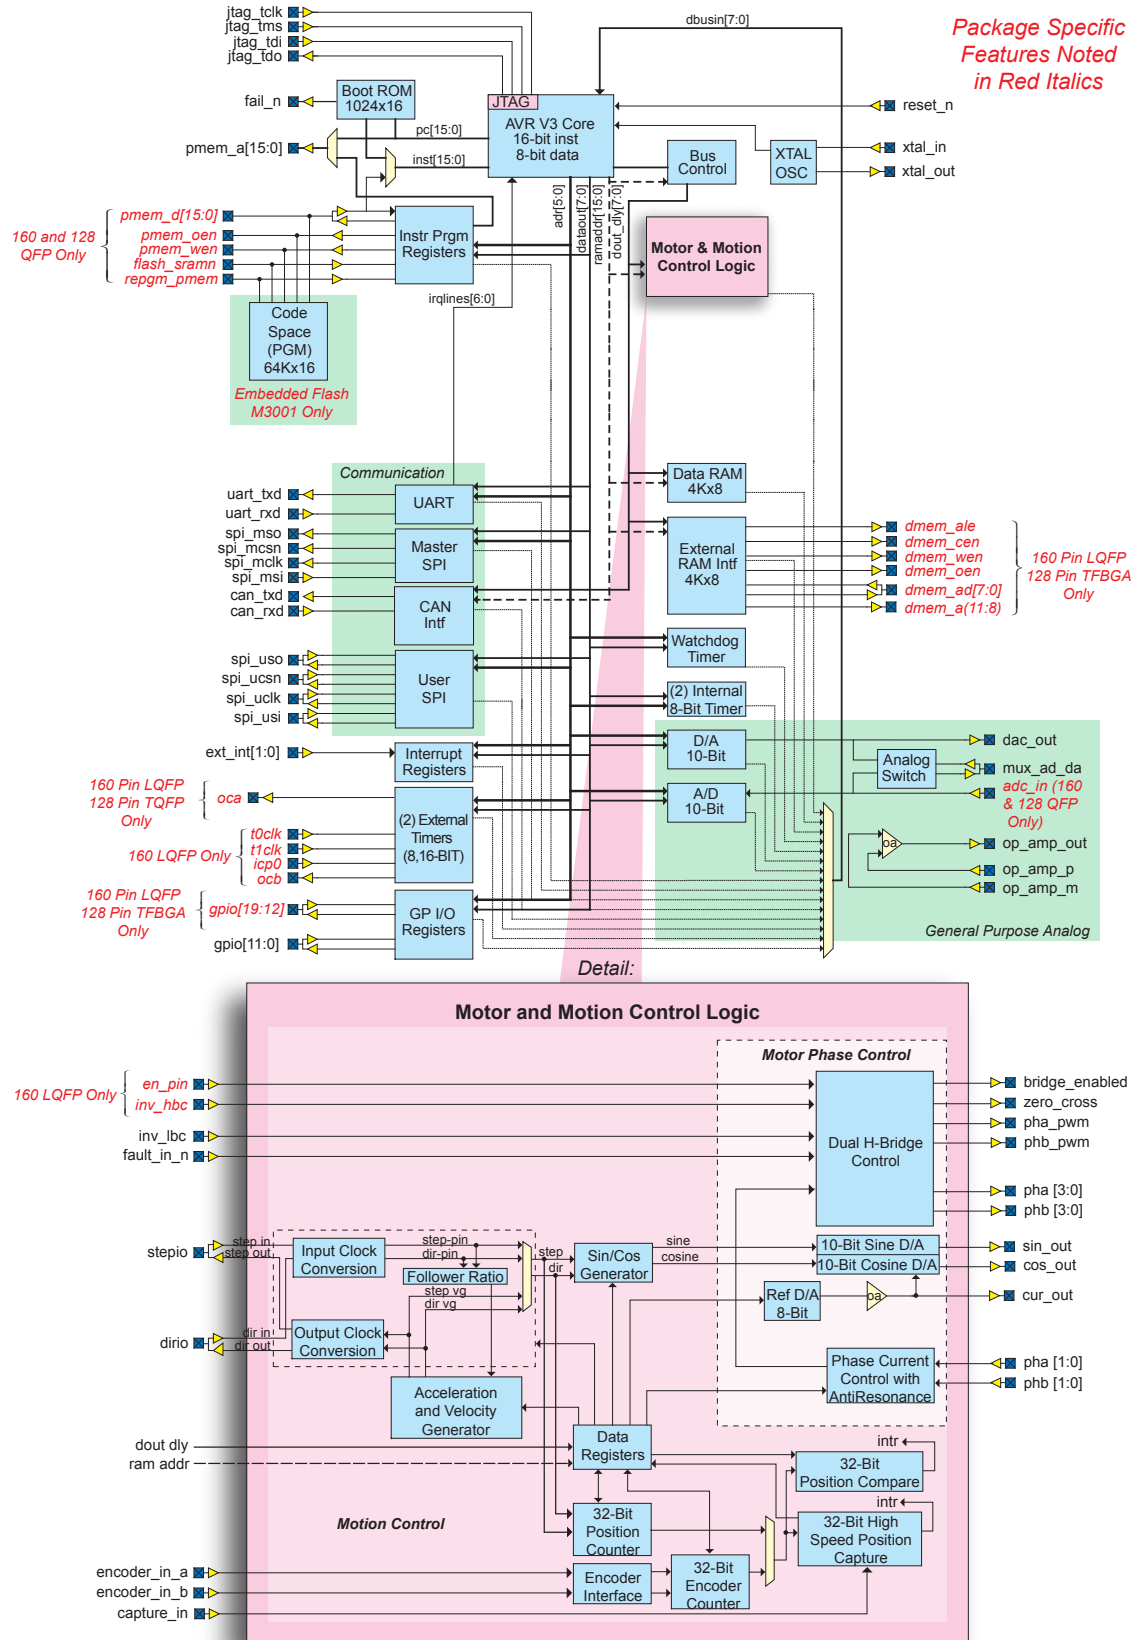 jtag_tclk
jtag_tms
jtag_tdi
jtag_tdo
dbusin[7:0]
Package Specific
Features Noted
in Red Italics
fail_n
Boot ROM
1024x16
JTAG
AVR V3 Core
16-bit inst
8-bit data
pc[15:0]
inst[15:0]
pmem_a[15:0]
reset_n
xtal_in
xtal_out
XTAL
OSC
Bus
Control
adr[5:0]
dataout[7:0]
ramaddr[15:0]
dout_dly[7:0]
160 and 128
QFP Only
pmem_d[15:0]
pmem_oen
pmem_wen
flash_sramn
repgm_pmem
Instr Prgm
Registers
Motor & Motion
Control Logic
irqlines[6:0]
Code
Space
(PGM)
64Kx16
Embedded Flash
M3001 Only
Communication
uart_txd
uart_rxd
UART
spi_mso
spi_mcsn
spi_mclk
spi_msi
Master
SPI
can_txd
can_rxd
CAN
Intf
spi_uso
spi_ucsn
spi_uclk
spi_usi
User
SPI
Data RAM
4Kx8
External
RAM Intf
4Kx8
dmem_ale
dmem_cen
dmem_wen
dmem_oen
dmem_ad[7:0]
dmem_a(11:8)
160 Pin LQFP
128 Pin TFBGA
Only
Watchdog
Timer
(2) Internal
8-Bit Timer
ext_int[1:0]
Interrupt
Registers
D/A
10-Bit
A/D
10-Bit
Analog
Switch
dac_out
mux_ad_da
adc_in (160
& 128 QFP
Only)
oa
op_amp_out
op_amp_p
op_amp_m
General Purpose Analog
160 Pin LQFP
128 Pin TQFP
Only
oca
160 LQFP Only
t0clk
t1clk
icp0
ocb
(2) External
Timers
(8,16-BIT)
160 Pin LQFP
128 Pin TFBGA
Only
gpio[19:12]
gpio[11:0]
GP I/O
Registers
Detail:
Motor and Motion Control Logic
Motor Phase Control
160 LQFP Only
en_pin
inv_hbc
inv_lbc
fault_in_n
Dual H-Bridge
Control
bridge_enabled
zero_cross
pha_pwm
phb_pwm
pha [3:0]
phb [3:0]
stepio
step in
step out
Input Clock
Conversion
step-pin
dir-pin
Follower Ratio
step vg
dir vg
step
dir
Sin/Cos
Generator
sine
cosine
10-Bit Sine D/A
10-Bit Cosine D/A
sin_out
cos_out
Ref D/A
8-Bit
oa
cur_out
dirio
dir in
dir out
Output Clock
Conversion
Phase Current
Control with
AntiResonance
pha [1:0]
phb [1:0]
Acceleration
and Velocity
Generator
dout dly
ram addr
Data
Registers
intr
32-Bit
Position Compare
intr
32-Bit High
Speed Position
Capture
Motion Control
32-Bit
Position
Counter
encoder_in_a
encoder_in_b
capture_in
Encoder
Interface
32-Bit
Encoder
Counter